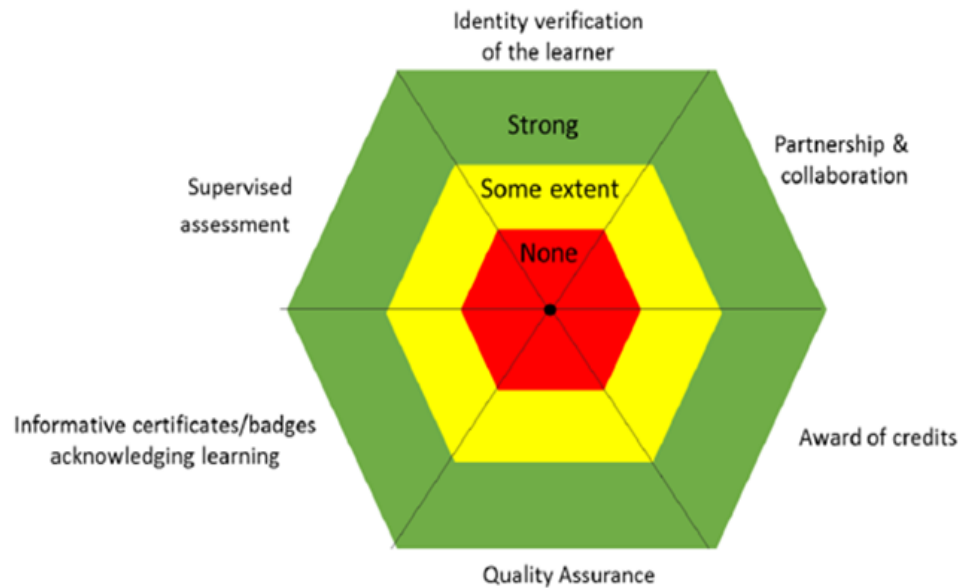 Identity verification
of the learner
Strong
Partnership &
collaboration
Supervised
assessment
Some extent
None
Informative certificates/badges
acknowledging learning
Award of credits
Quality Assurance